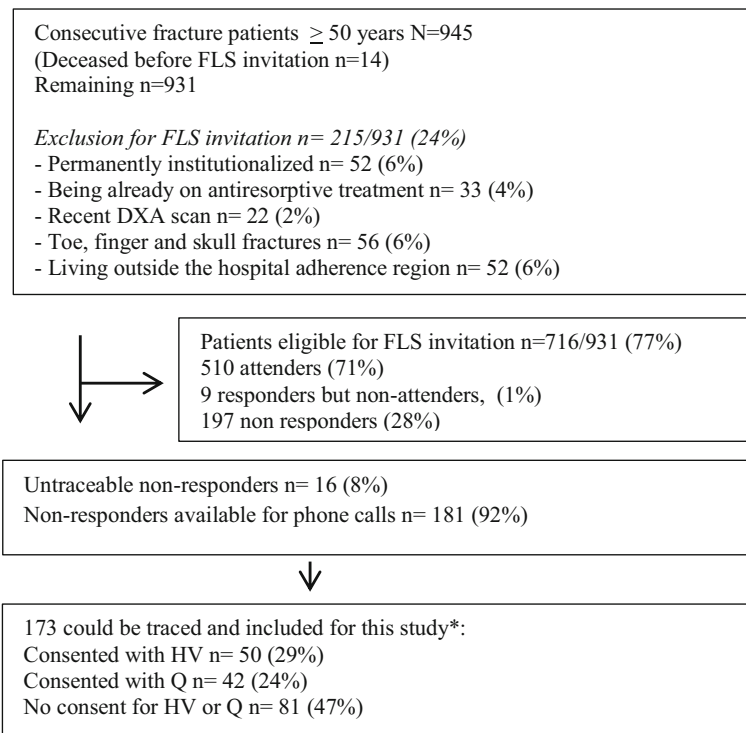 Consecutive fracture patients ≥ 50 years N=945
(Deceased before FLS invitation n=14)
Remaining n=931
Exclusion for FLS invitation n= 215/931 (24%)
- Permanently institutionalized n= 52 (6%)
- Being already on antiresorptive treatment n= 33 (4%)
- Recent DXA scan n= 22 (2%)
- Toe, finger and skull fractures n= 56 (6%)
- Living outside the hospital adherence region n= 52 (6%)
Patients eligible for FLS invitation n=716/931 (77%)
510 attenders (71%)
9 responders but non-attenders, (1%)
197 non responders (28%)
Untraceable non-responders n= 16 (8%)
Non-responders available for phone calls n= 181 (92%)
173 could be traced and included for this study*:
Consented with HV n= 50 (29%)
Consented with Q n= 42 (24%)
No consent for HV or Q n= 81 (47%)